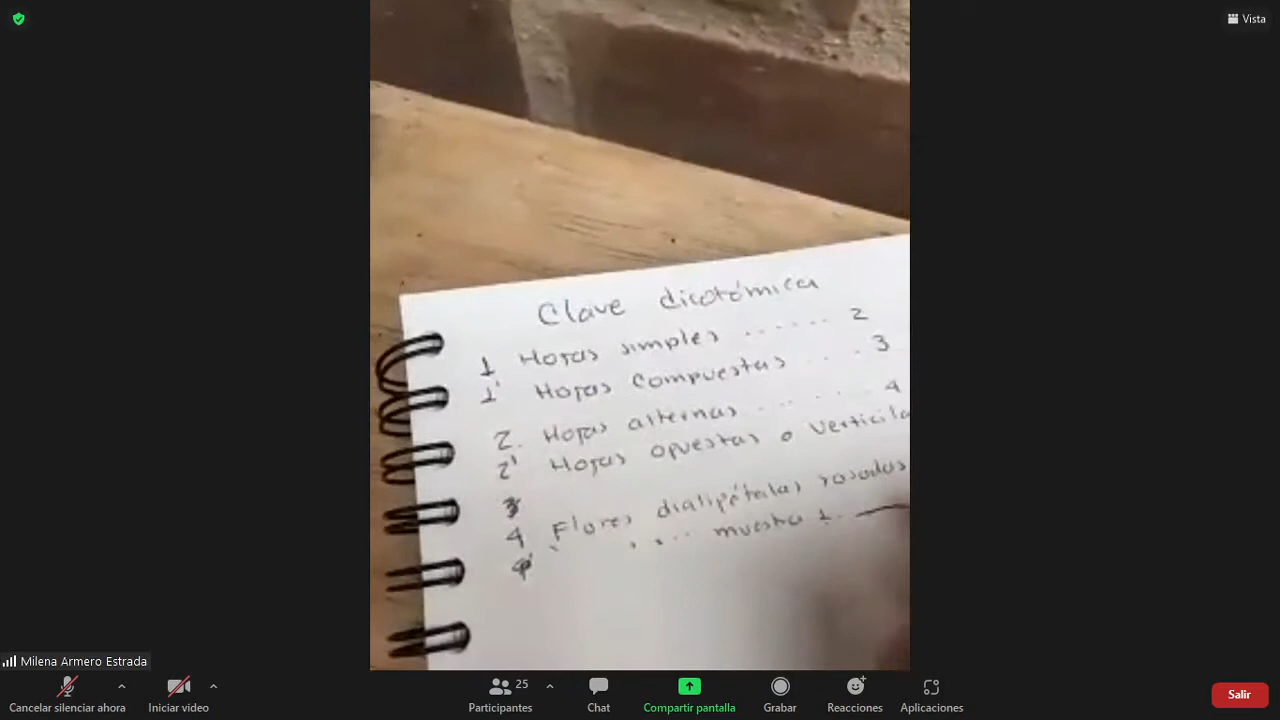 Vista
Clave dicotómica
1 Hojas simples ...... 2
1' Hojas compuestas ... 3
2. Hojas alternas ...... 4
2' Hojas opuestas o verticila
3
4 Flores dialipétalas rosadas
4' .... muestra 1.
Milena Armero Estrada
Cancelar silenciar ahora
Iniciar video
25
Participantes
Chat
Compartir pantalla
Grabar
Reacciones
Aplicaciones
Salir